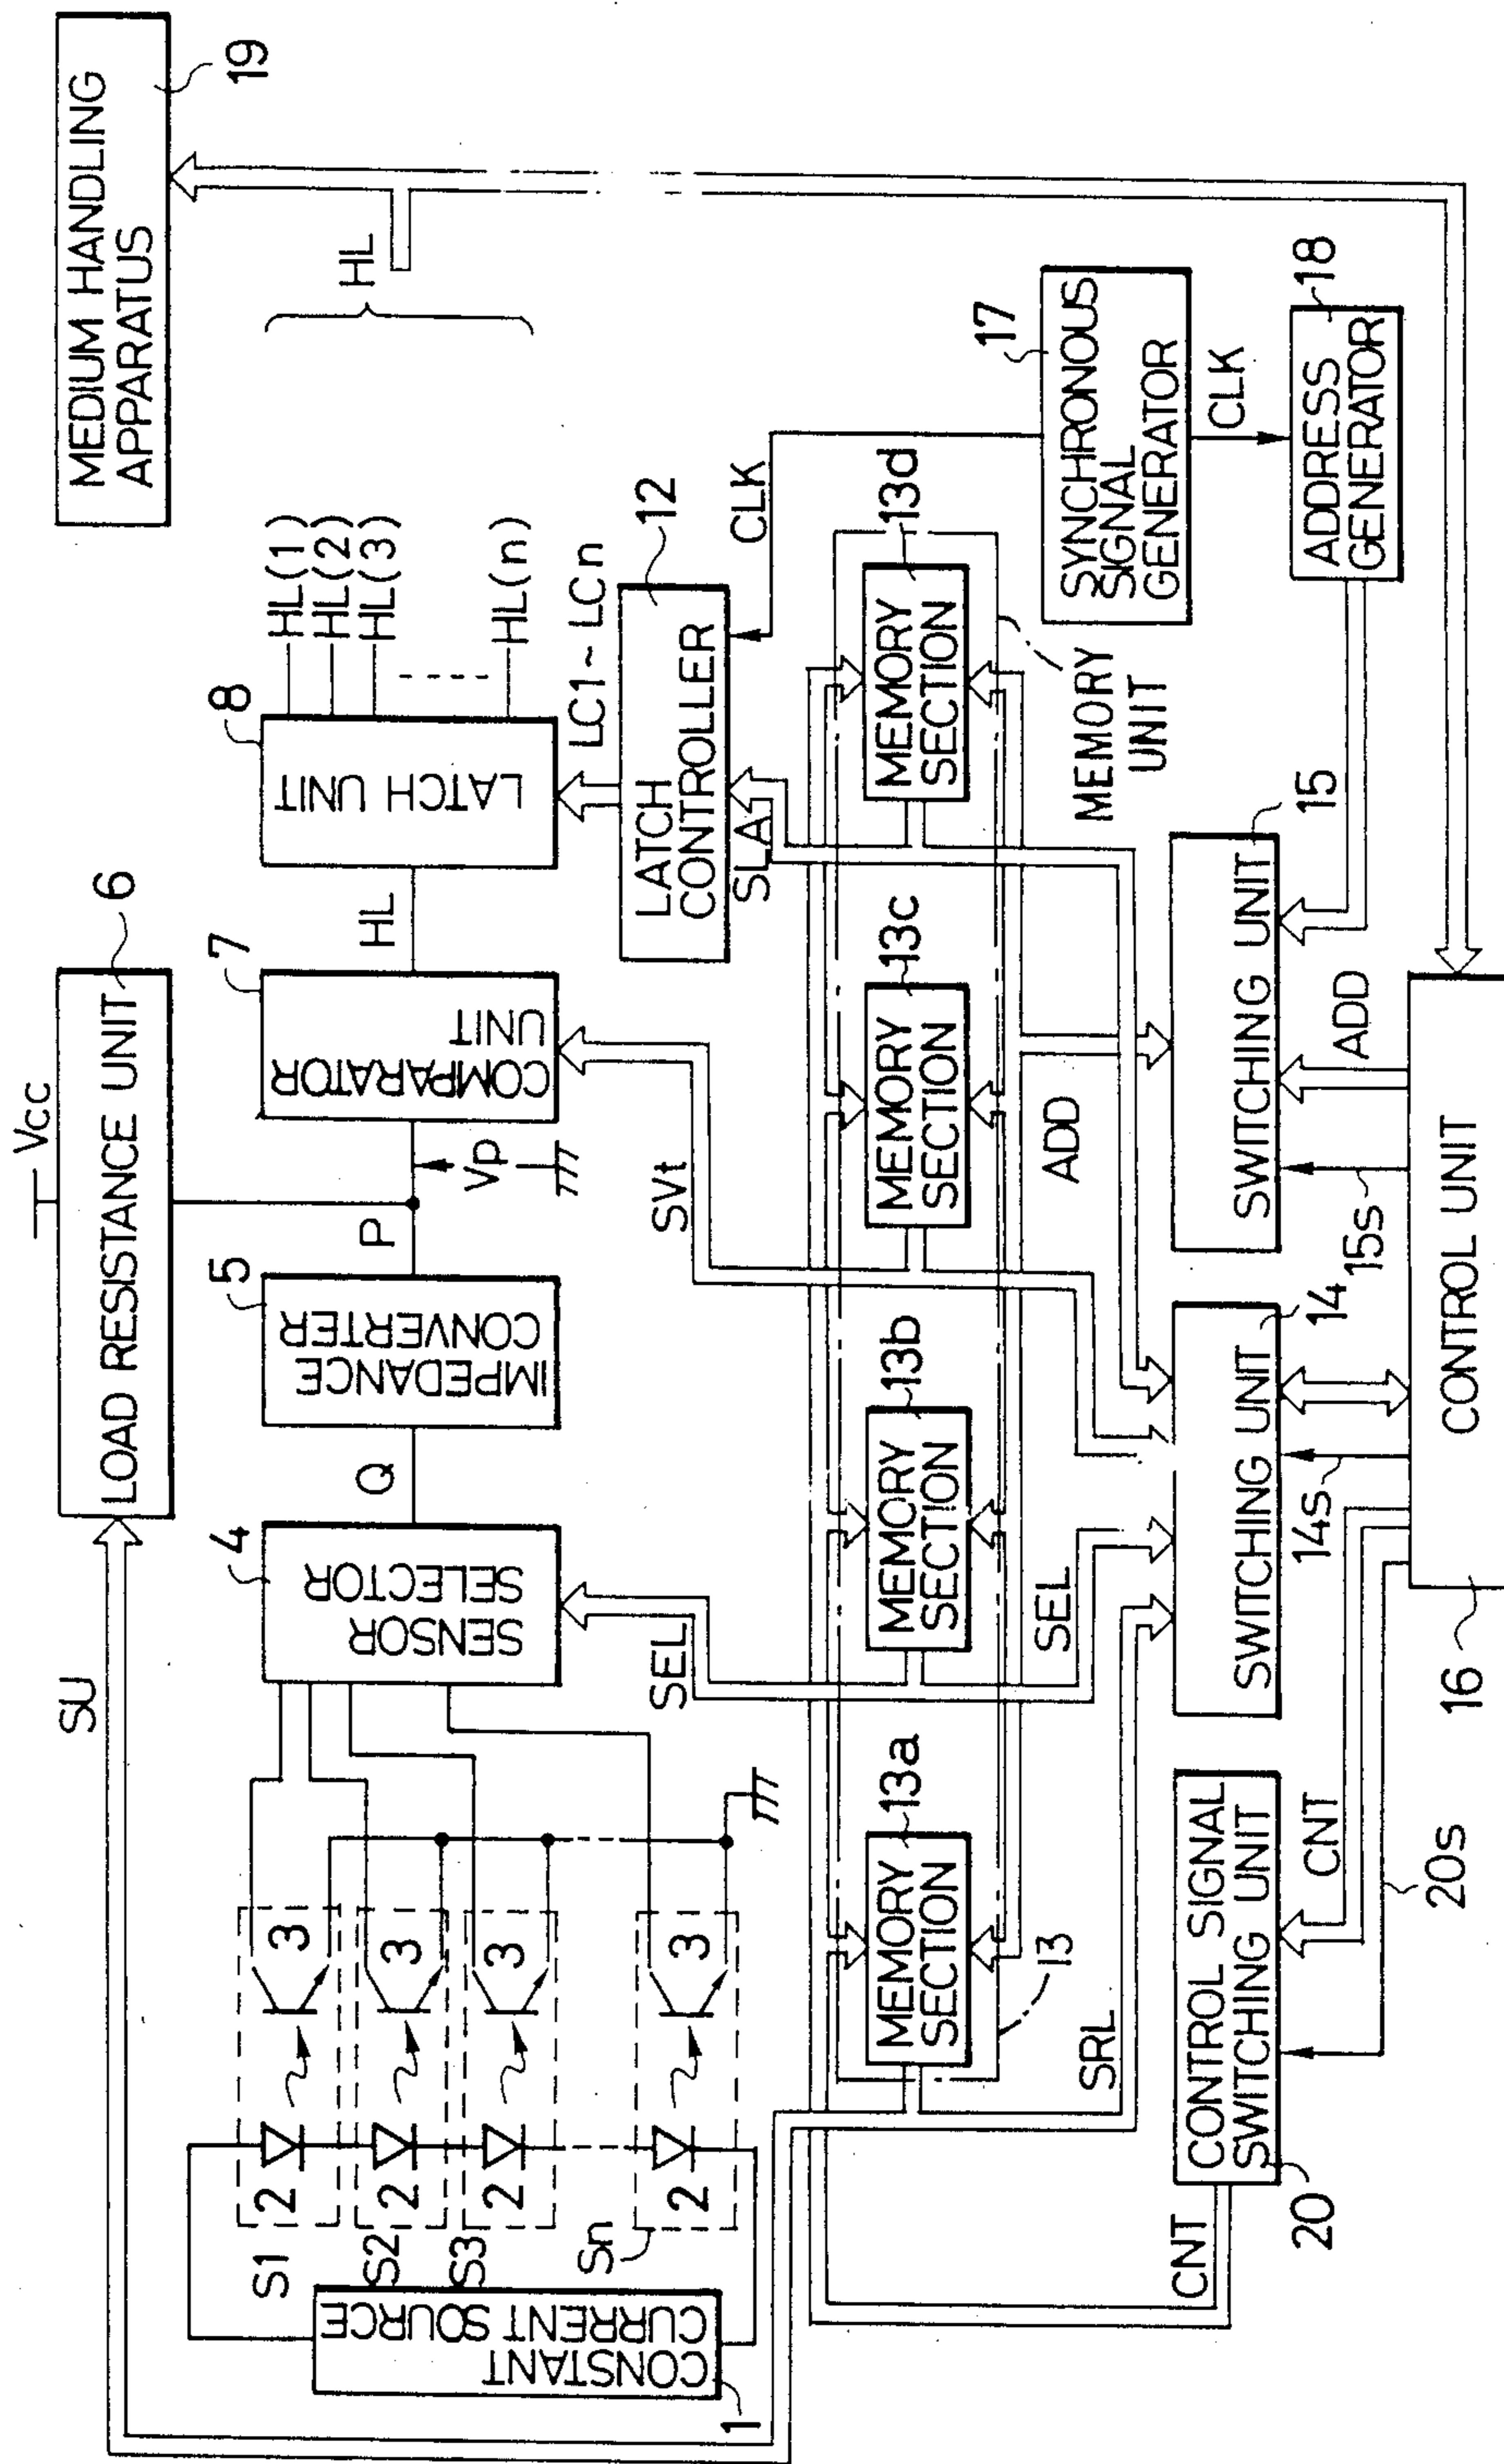 Vcc
SU
LOAD RESISTANCE UNIT
6
MEDIUM HANDLING
APPARATUS
19
S1
S2
S3
Sn
2
3
2
3
2
3
2
3
CONSTANT
CURRENT SOURCE
1
SENSOR
SELECTOR
4
Q
IMPEDANCE
CONVERTER
5
P
Vp
COMPARATOR
UNIT
7
HL
LATCH UNIT
8
HL(1)
HL(2)
HL(3)
HL(n)
HL
LC1~LCn
LATCH
CONTROLLER
12
SEL
SVt
SLA
CLK
MEMORY
SECTION
13a
MEMORY
SECTION
13b
MEMORY
SECTION
13c
MEMORY
SECTION
13d
13
MEMORY
UNIT
SRL
SEL
ADD
SYNCHRONOUS
SIGNAL
GENERATOR
17
CLK
ADDRESS
GENERATOR
18
CNT
CONTROL SIGNAL
SWITCHING UNIT
20
SWITCHING UNIT
14
SWITCHING UNIT
15
CNT
20s
14s
15s
ADD
CONTROL UNIT
16